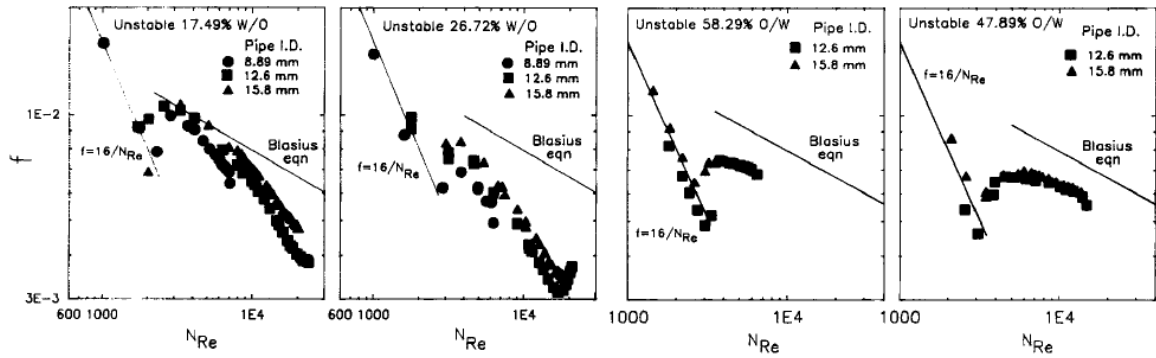 Unstable 17.49% W/O
Pipe I.D.
8.89 mm
12.6 mm
15.8 mm
Blasius
eqn
f=16/NRe
1E-2
f
3E-3
600 1000
1E4
NRe
Unstable 26.72% W/O
Pipe I.D.
8.89 mm
12.6 mm
15.8 mm
Blasius
eqn
f=16/NRe
600 1000
1E4
NRe
Unstable 58.29% O/W
Pipe I.D.
12.6 mm
15.8 mm
Blasius
eqn
f=16/NRe
1000
1E4
NRe
Unstable 47.89% O/W
Pipe I.D.
12.6 mm
15.8 mm
f=16/NRe
Blasius
eqn
1000
1E4
NRe